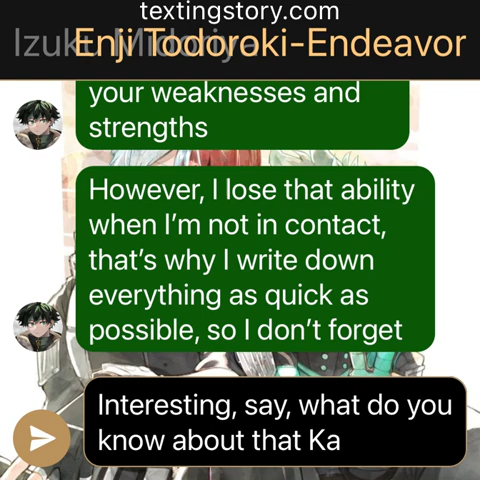 textingstory.com
Izuku Midoriya
Enji Todoroki-Endeavor
your weaknesses and
strengths
However, I lose that ability
when I'm not in contact,
that's why I write down
everything as quick as
possible, so I don't forget
Interesting, say, what do you
know about that Ka